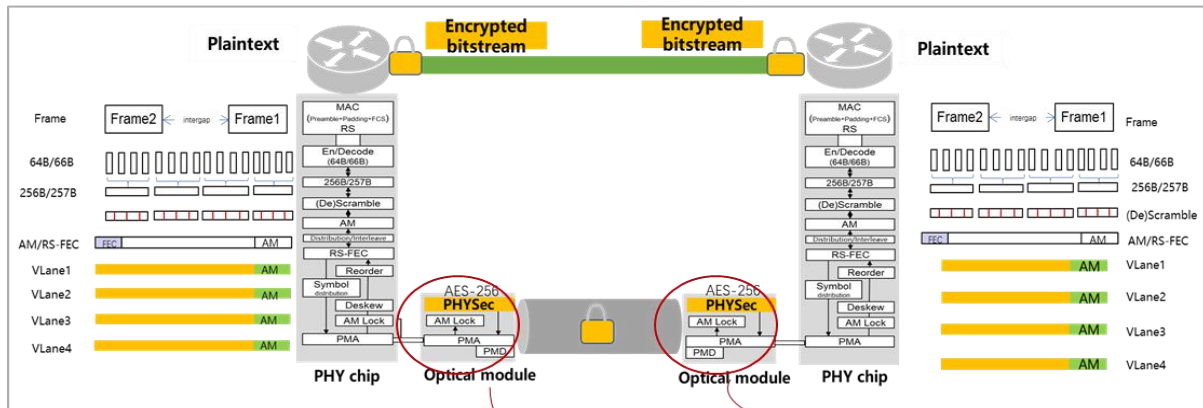 Plaintext
Encrypted
bitstream
Encrypted
bitstream
Plaintext
Frame
Frame2
intergap
Frame1
64B/66B
256B/257B
AM/RS-FEC
FEC
AM
VLane1
AM
VLane2
AM
VLane3
AM
VLane4
AM
MAC
(Preamble+Padding+FCS)
RS
En/Decode
(64B/66B)
256B/257B
(De)Scramble
AM
Distribution/Interleave
RS-FEC
Reorder
Symbol
distribution
Deskew
AM Lock
PMA
PHY chip
AES-256
PHYSec
AM Lock
PMA
PMD
Optical module
AES-256
PHYSec
AM Lock
PMA
PMD
Optical module
MAC
(Preamble+Padding+FCS)
RS
En/Decode
(64B/66B)
256B/257B
(De)Scramble
AM
Distribution/Interleave
RS-FEC
Reorder
Symbol
distribution
Deskew
AM Lock
PMA
PHY chip
Frame2
intergap
Frame1
Frame
64B/66B
256B/257B
(De)Scramble
FEC
AM
AM/RS-FEC
AM
VLane1
AM
VLane2
AM
VLane3
AM
VLane4